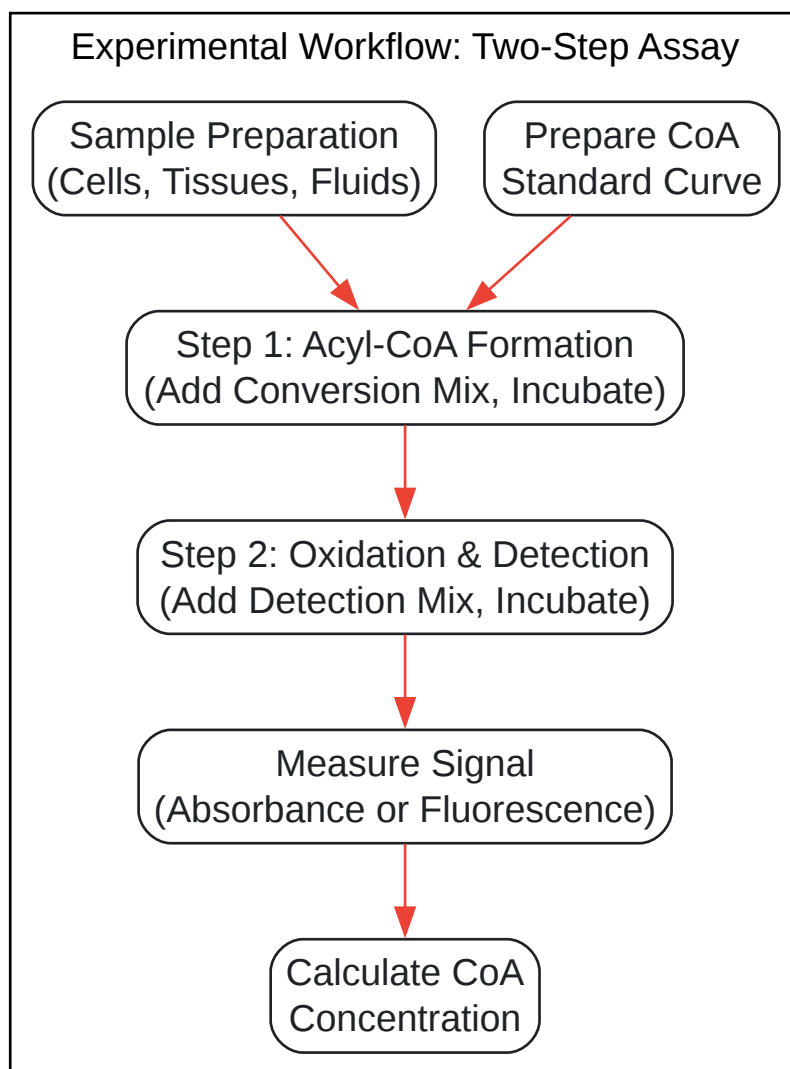 Experimental Workflow: Two-Step Assay
Sample Preparation
(Cells, Tissues, Fluids)
Prepare CoA
Standard Curve
Step 1: Acyl-CoA Formation
(Add Conversion Mix, Incubate)
Step 2: Oxidation & Detection
(Add Detection Mix, Incubate)
Measure Signal
(Absorbance or Fluorescence)
Calculate CoA
Concentration